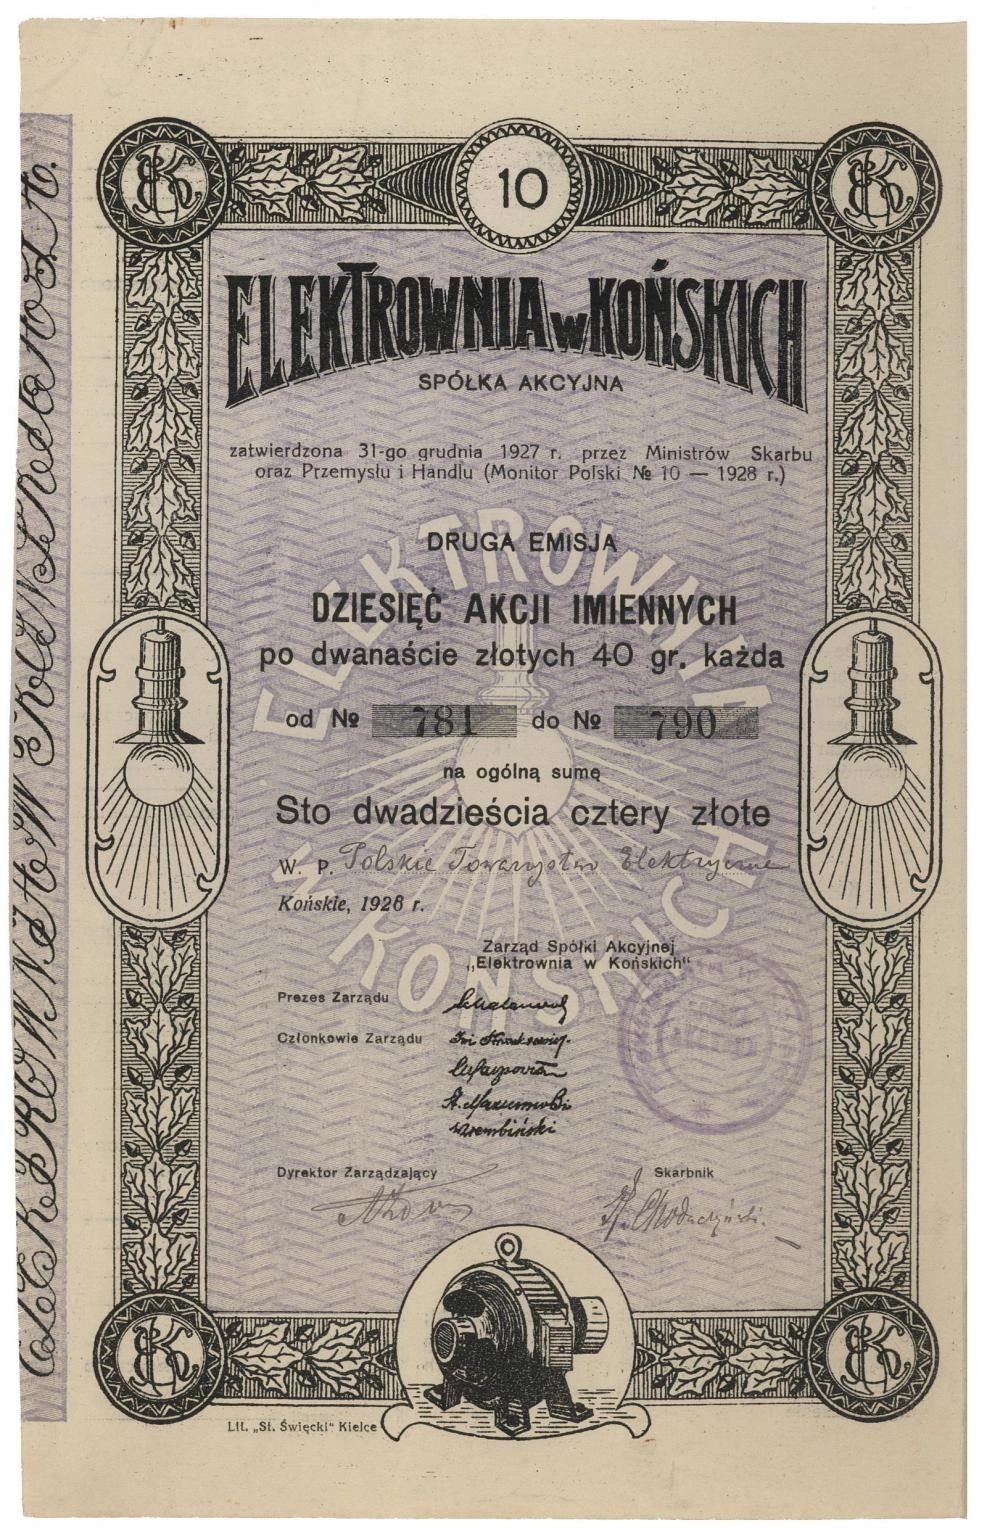 10
ELEKTROWNIA w KOŃSKICH
SPÓŁKA AKCYJNA
zatwierdzona 31-go grudnia 1927 r. przez Ministrów Skarbu
oraz Przemysłu i Handlu (Monitor Polski № 10 — 1928 r.)
DRUGA EMISJA
DZIESIĘĆ AKCJI IMIENNYCH
po dwanaście złotych 40 gr. każda
od № 781 do № 790
na ogólną sumę
Sto dwadzieścia cztery złote
W. P. Polskie Towarzystwo Elektryczne
Końskie, 1928 r.
Zarząd Spółki Akcyjnej
„Elektrownia w Końskich"
Prezes Zarządu
Członkowie Zarządu
Dyrektor Zarządzający
Skarbnik
Lit. „St. Święcki" Kielce
ELEKTROWNIA
w KOŃSKICH